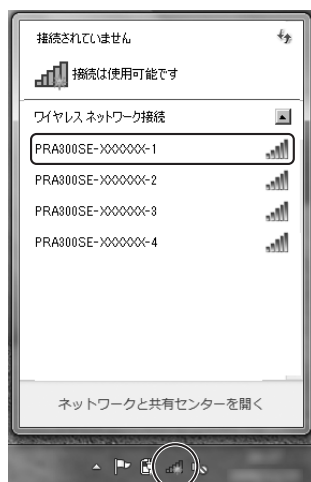 接続されていません
接続は使用可能です
ワイヤレス ネットワーク接続
PRA300SE-XXXXXX-1
PRA300SE-XXXXXX-2
PRA300SE-XXXXXX-3
PRA300SE-XXXXXX-4
ネットワークと共有センターを開く